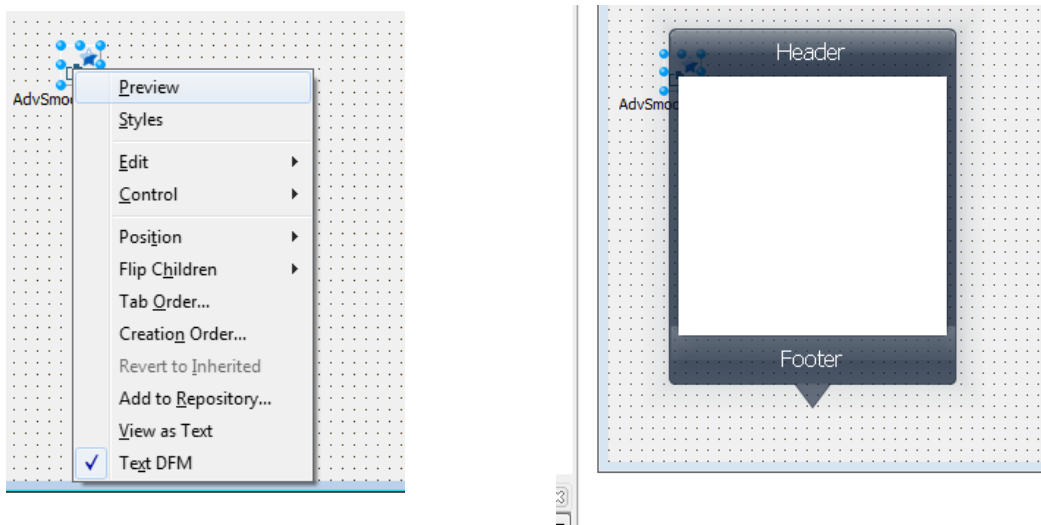 AdvSmo
Preview
Styles
Edit
Control
Position
Flip Children
Tab Order...
Creation Order...
Revert to Inherited
Add to Repository...
View as Text
Text DFM
Header
AdvSmo
Footer